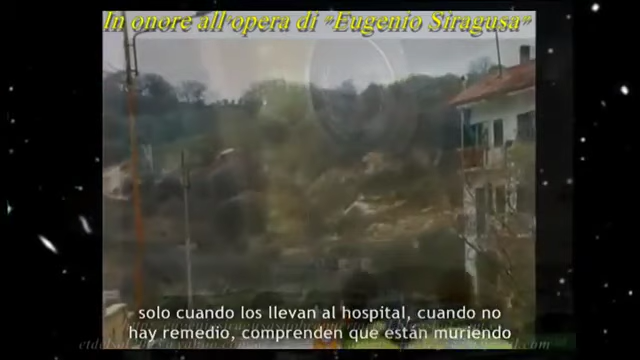 In onore all'opera di "Eugenio Siragusa"
solo cuando los llevan al hospital, cuando no
hay remedio, comprenden que están muriendo